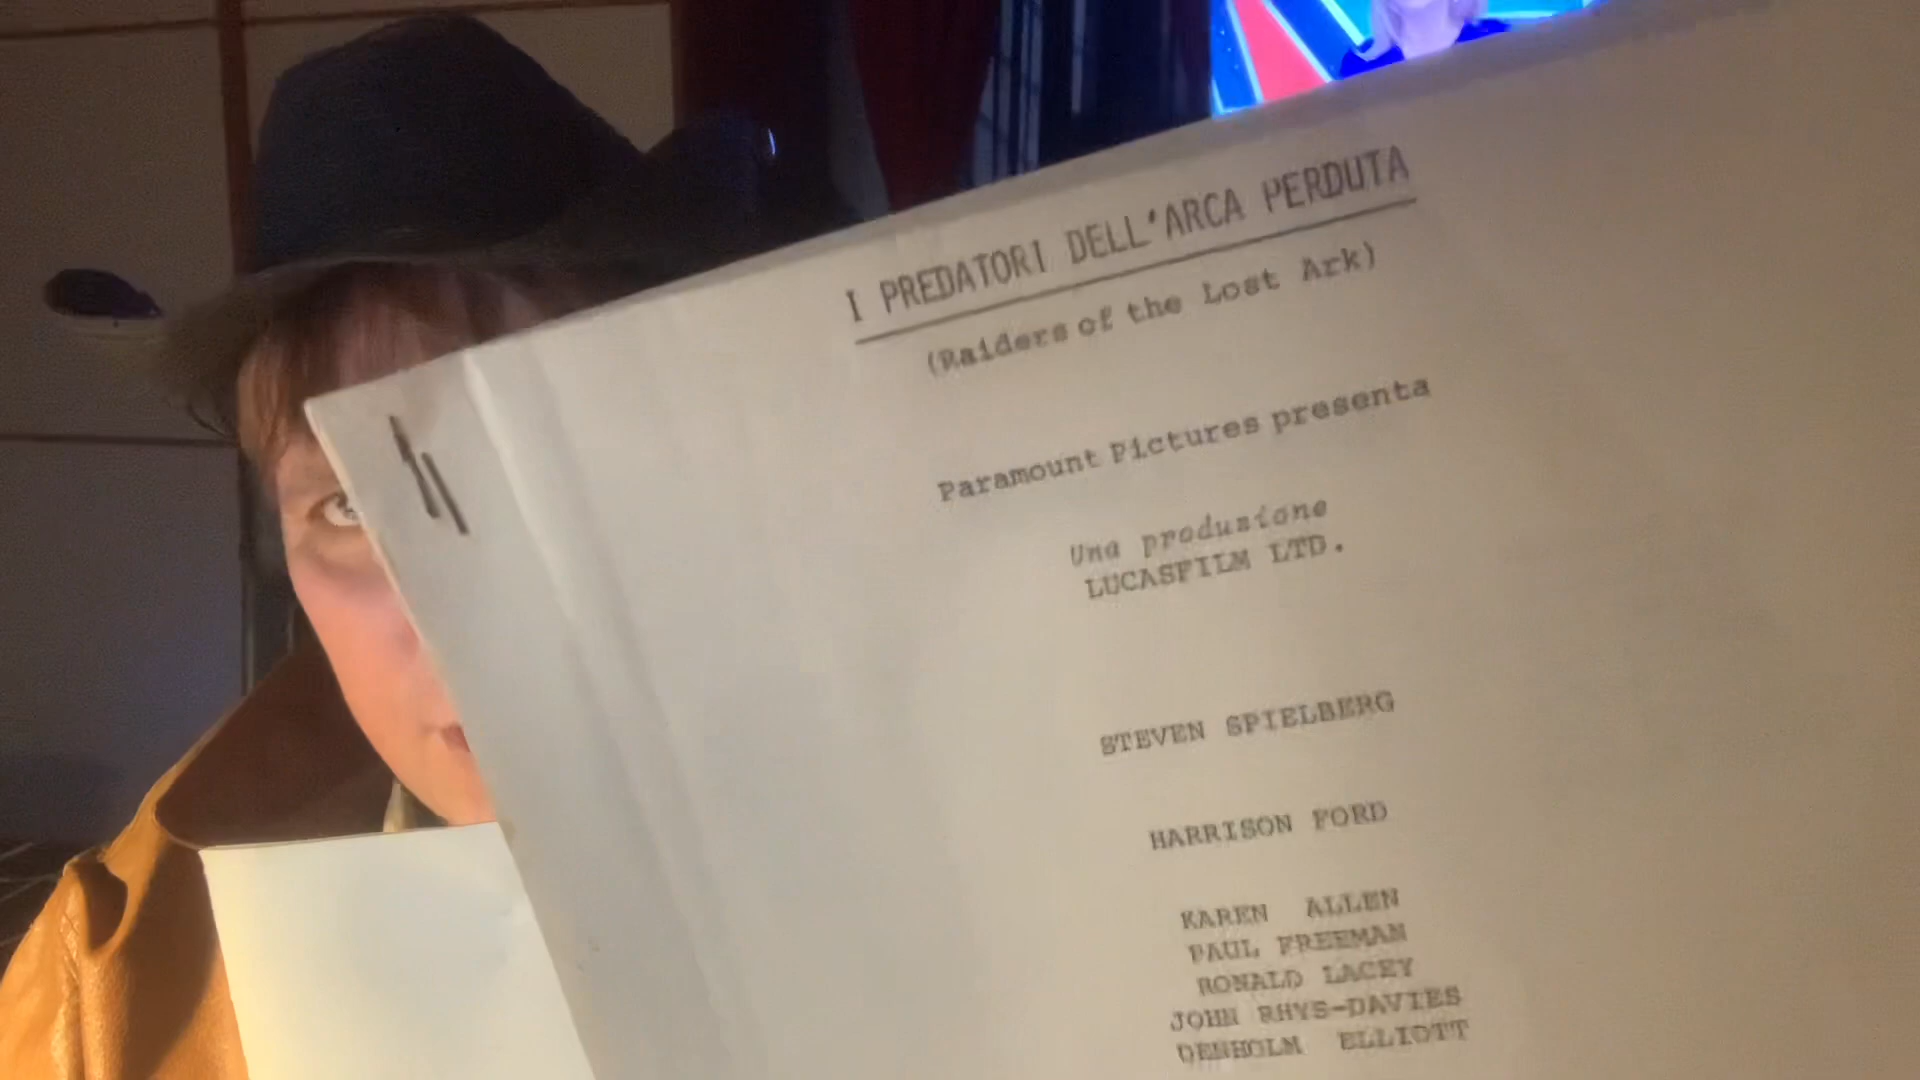 I PREDATORI DELL'ARCA PERDUTA
(Raiders of the Lost Ark)
Paramount Pictures presenta
Una produzione
LUCASFILM LTD.
STEVEN SPIELBERG
HARRISON FORD
KAREN ALLEN
PAUL FREEMAN
RONALD LACEY
JOHN RHYS-DAVIES
DENHOLM ELLIOTT